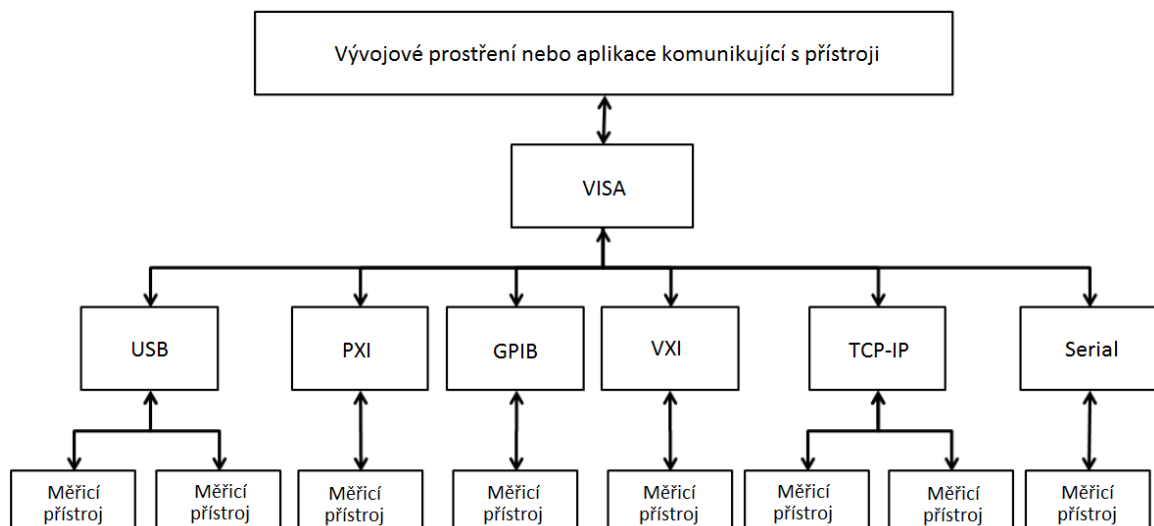 Vývojové prostření nebo aplikace komunikující s přístroji
VISA
USB
PXI
GPIB
VXI
TCP-IP
Serial
Měřicí
přístroj
Měřicí
přístroj
Měřicí
přístroj
Měřicí
přístroj
Měřicí
přístroj
Měřicí
přístroj
Měřicí
přístroj
Měřicí
přístroj